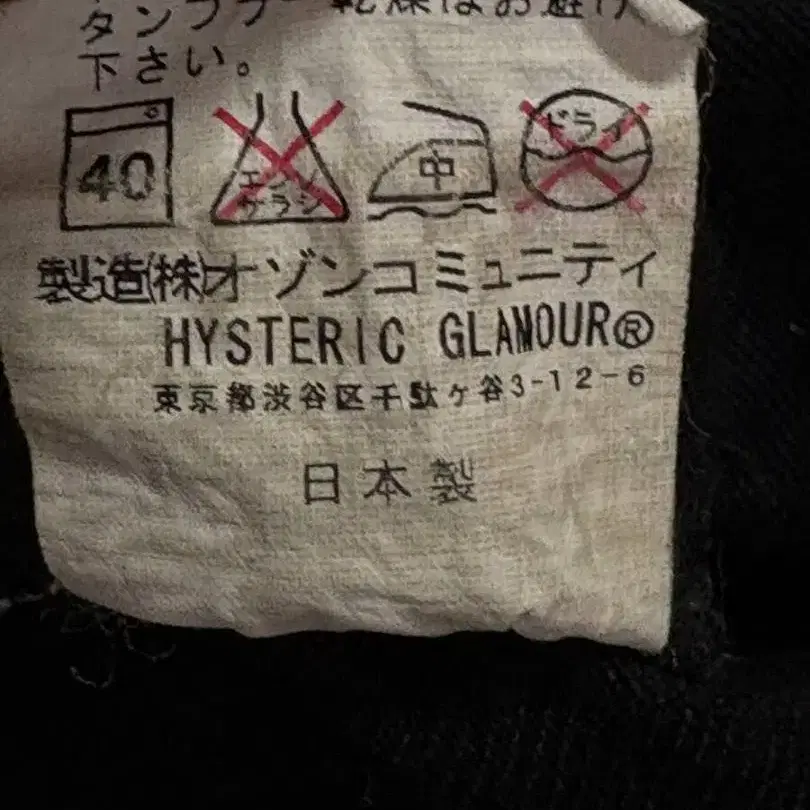 タンブラー乾燥はお避け
下さい。
40 エンソ サラシ 中 ドライ
製造(株)オゾンコミュニティ
HYSTERIC GLAMOUR®
東京都渋谷区千駄ヶ谷3-12-6
日本製